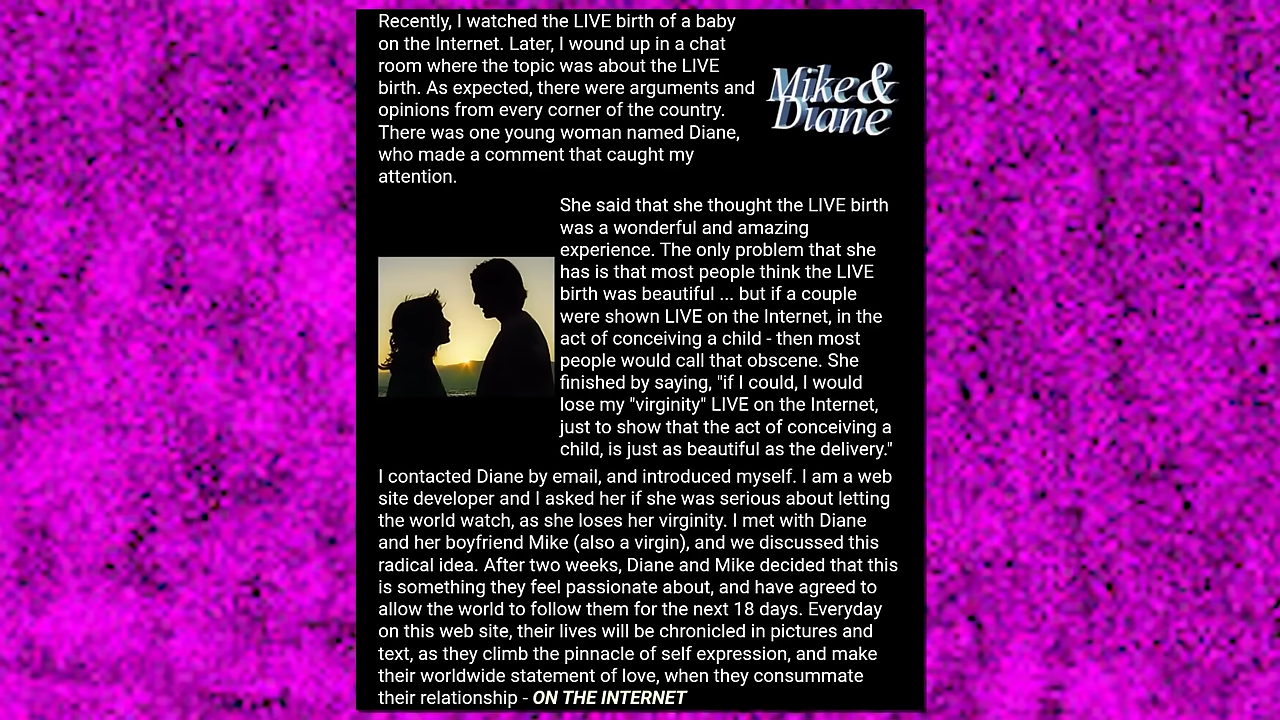 Recently, I watched the LIVE birth of a baby
on the Internet. Later, I wound up in a chat
room where the topic was about the LIVE
birth. As expected, there were arguments and
opinions from every corner of the country.
There was one young woman named Diane,
who made a comment that caught my
attention.
Mike&
Diane
She said that she thought the LIVE birth
was a wonderful and amazing
experience. The only problem that she
has is that most people think the LIVE
birth was beautiful ... but if a couple
were shown LIVE on the Internet, in the
act of conceiving a child - then most
people would call that obscene. She
finished by saying, "if I could, I would
lose my "virginity" LIVE on the Internet,
just to show that the act of conceiving a
child, is just as beautiful as the delivery."
I contacted Diane by email, and introduced myself. I am a web
site developer and I asked her if she was serious about letting
the world watch, as she loses her virginity. I met with Diane
and her boyfriend Mike (also a virgin), and we discussed this
radical idea. After two weeks, Diane and Mike decided that this
is something they feel passionate about, and have agreed to
allow the world to follow them for the next 18 days. Everyday
on this web site, their lives will be chronicled in pictures and
text, as they climb the pinnacle of self expression, and make
their worldwide statement of love, when they consummate
their relationship - ON THE INTERNET